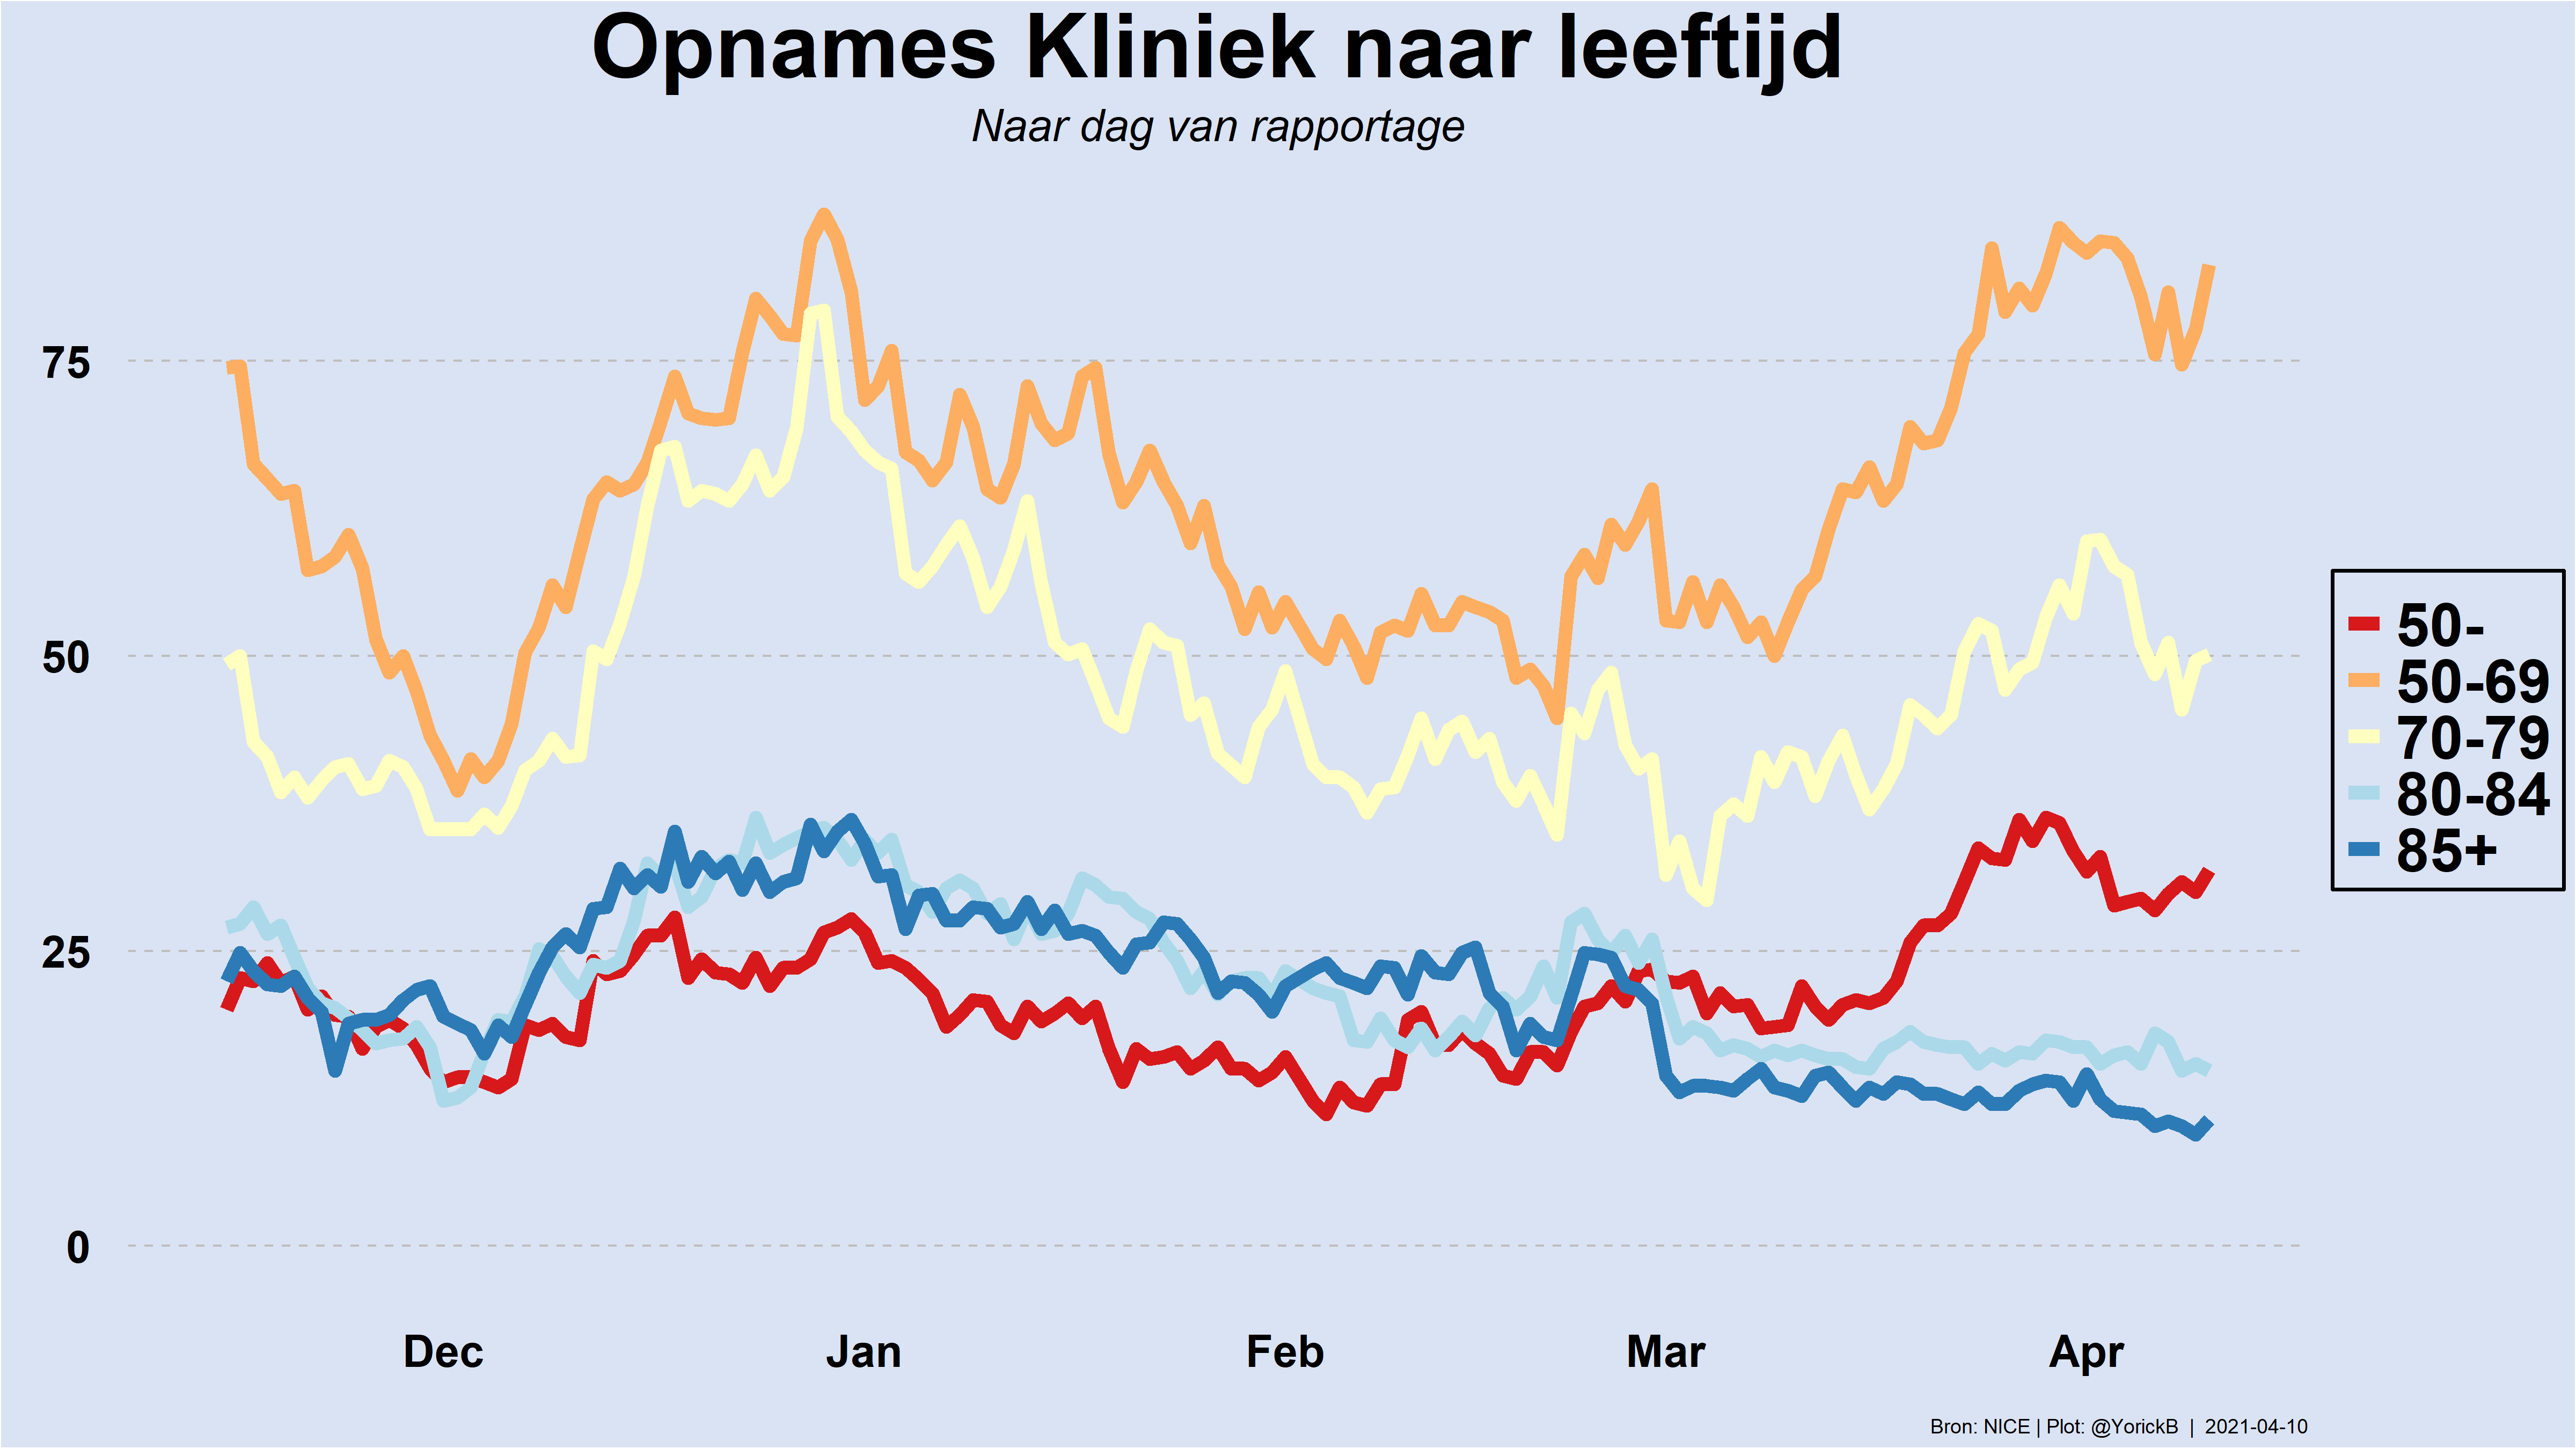 Opnames Kliniek naar leeftijd
Naar dag van rapportage
75
50
25
0
50-
50-69
70-79
80-84
85+
Dec Jan Feb Mar Apr
Bron: NICE | Plot: @YorickB | 2021-04-10